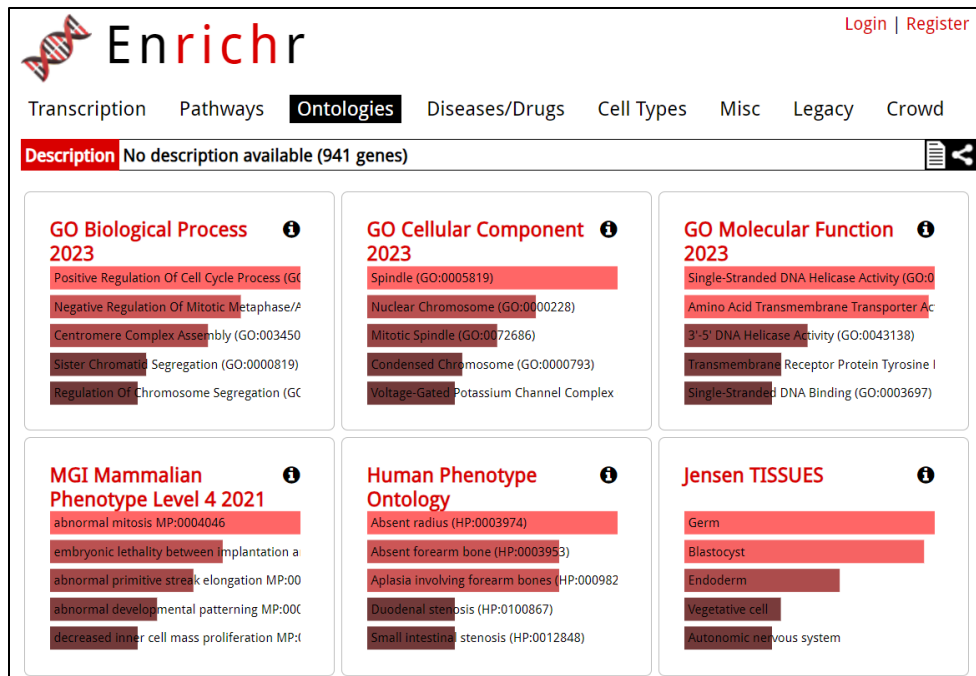 Enrichr
Login | Register
Transcription Pathways Ontologies Diseases/Drugs Cell Types Misc Legacy Crowd
Description No description available (941 genes)
GO Biological Process
2023
Positive Regulation Of Cell Cycle Process (GO
Negative Regulation Of Mitotic Metaphase/A
Centromere Complex Assembly (GO:003450
Sister Chromatid Segregation (GO:0000819)
Regulation Of Chromosome Segregation (GO
GO Cellular Component
2023
Spindle (GO:0005819)
Nuclear Chromosome (GO:0000228)
Mitotic Spindle (GO:0072686)
Condensed Chromosome (GO:0000793)
Voltage-Gated Potassium Channel Complex
GO Molecular Function
2023
Single-Stranded DNA Helicase Activity (GO:0
Amino Acid Transmembrane Transporter Ac
3'-5' DNA Helicase Activity (GO:0043138)
Transmembrane Receptor Protein Tyrosine
Single-Stranded DNA Binding (GO:0003697)
MGI Mammalian
Phenotype Level 4 2021
abnormal mitosis MP:0004046
embryonic lethality between implantation a
abnormal primitive streak elongation MP:00
abnormal developmental patterning MP:000
decreased inner cell mass proliferation MP:0
Human Phenotype
Ontology
Absent radius (HP:0003974)
Absent forearm bone (HP:0003953)
Aplasia involving forearm bones (HP:000982
Duodenal stenosis (HP:0100867)
Small intestinal stenosis (HP:0012848)
Jensen TISSUES
Germ
Blastocyst
Endoderm
Vegetative cell
Autonomic nervous system